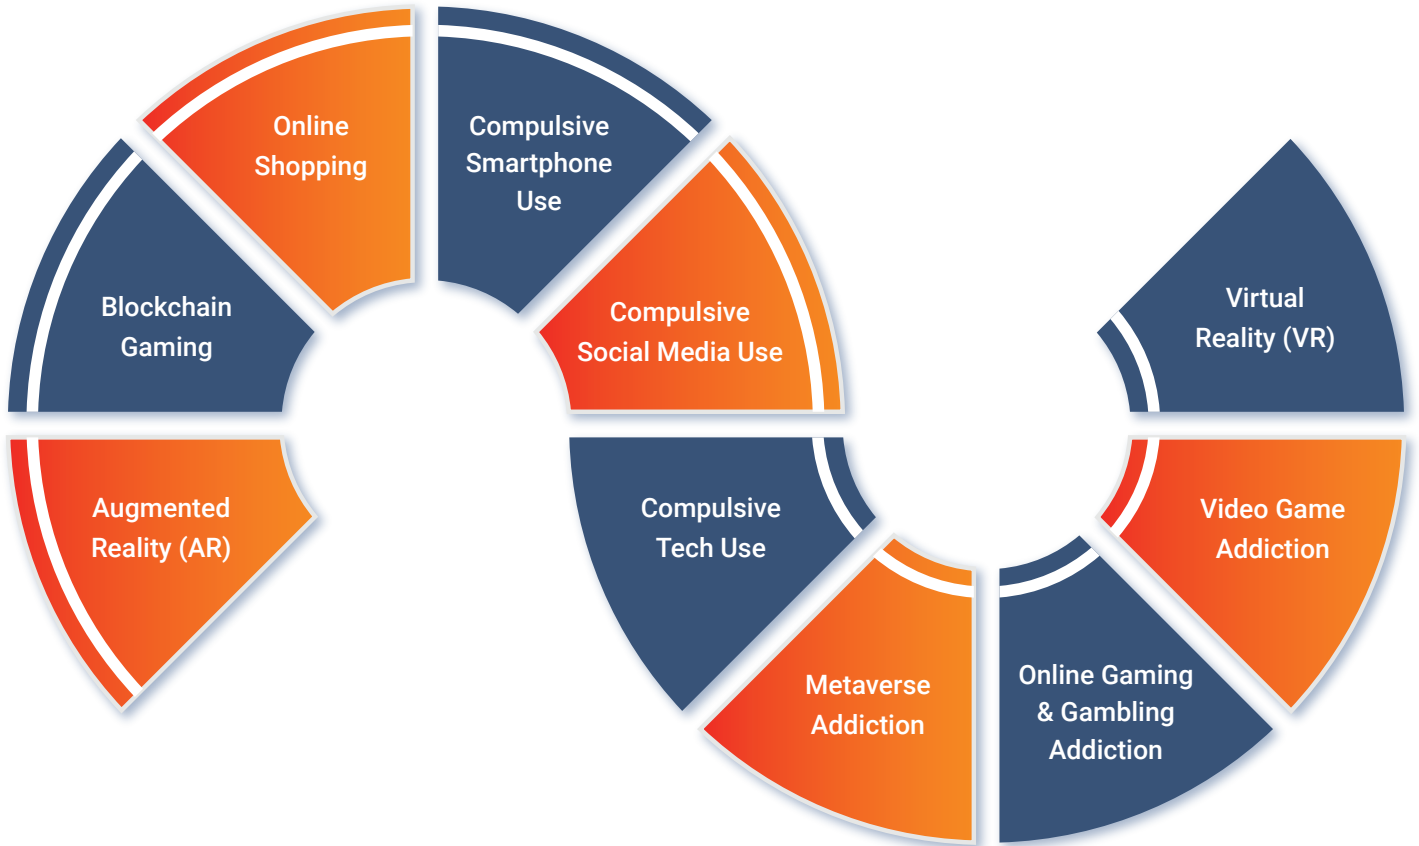 Augmented
Reality (AR)
Blockchain
Gaming
Online
Shopping
Compulsive
Smartphone
Use
Compulsive
Social Media Use
Compulsive
Tech Use
Metaverse
Addiction
Online Gaming
& Gambling
Addiction
Video Game
Addiction
Virtual
Reality (VR)